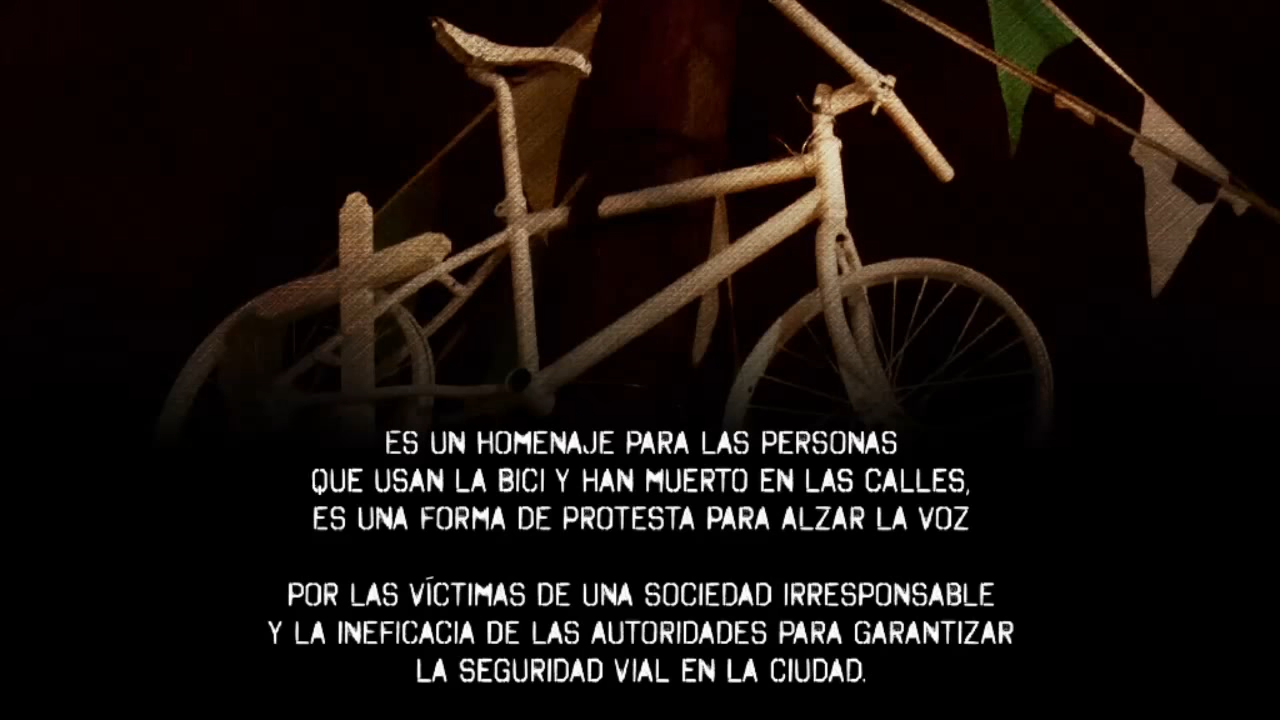 ES UN HOMENAJE PARA LAS PERSONAS
QUE USAN LA BICI Y HAN MUERTO EN LAS CALLES,
ES UNA FORMA DE PROTESTA PARA ALZAR LA VOZ
POR LAS VÍCTIMAS DE UNA SOCIEDAD IRRESPONSABLE
Y LA INEFICACIA DE LAS AUTORIDADES PARA GARANTIZAR
LA SEGURIDAD VIAL EN LA CIUDAD.